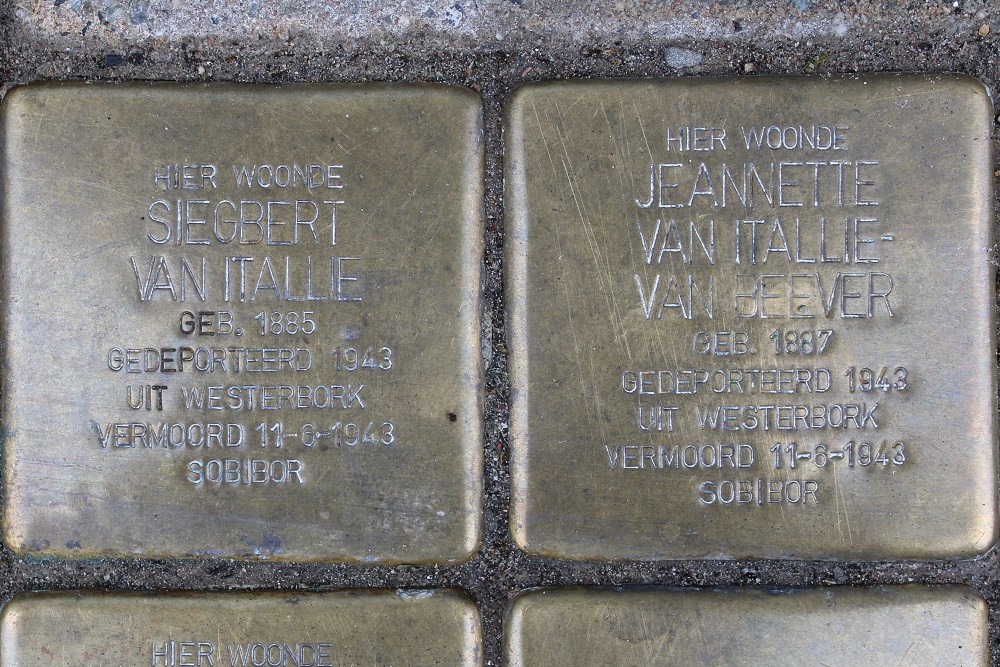 HIER WOONDE
SIEGBERT
VAN ITALLIE
GEB. 1885
GEDEPORTEERD 1943
UIT WESTERBORK
VERMOORD 11-6-1943
SOBIBOR
HIER WOONDE
JEANNETTE
VAN ITALLIE-
VAN BEEVER
GEB. 1887
GEDEPORTEERD 1943
UIT WESTERBORK
VERMOORD 11-6-1943
SOBIBOR
HIER WOONDE